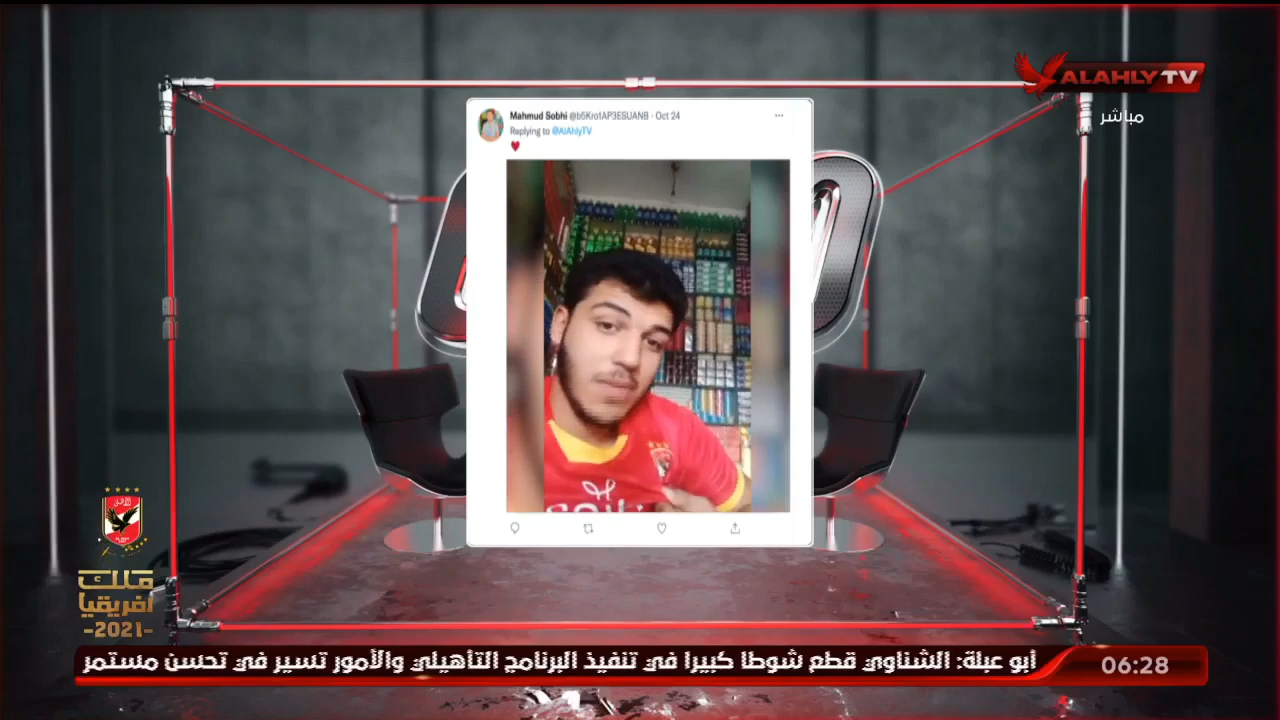 ALAHLY TV
مباشر
Mahmud Sobhi @b5Kro1AP3ESUANB · Oct 24
Replying to @AlAhlyTV
ملك
افريقيا
-2021-
أبو عبلة: الشناوي قطع شوطا كبيرا في تنفيذ البرنامج التأهيلي والأمور تسير في تحسن مستمر
06:28